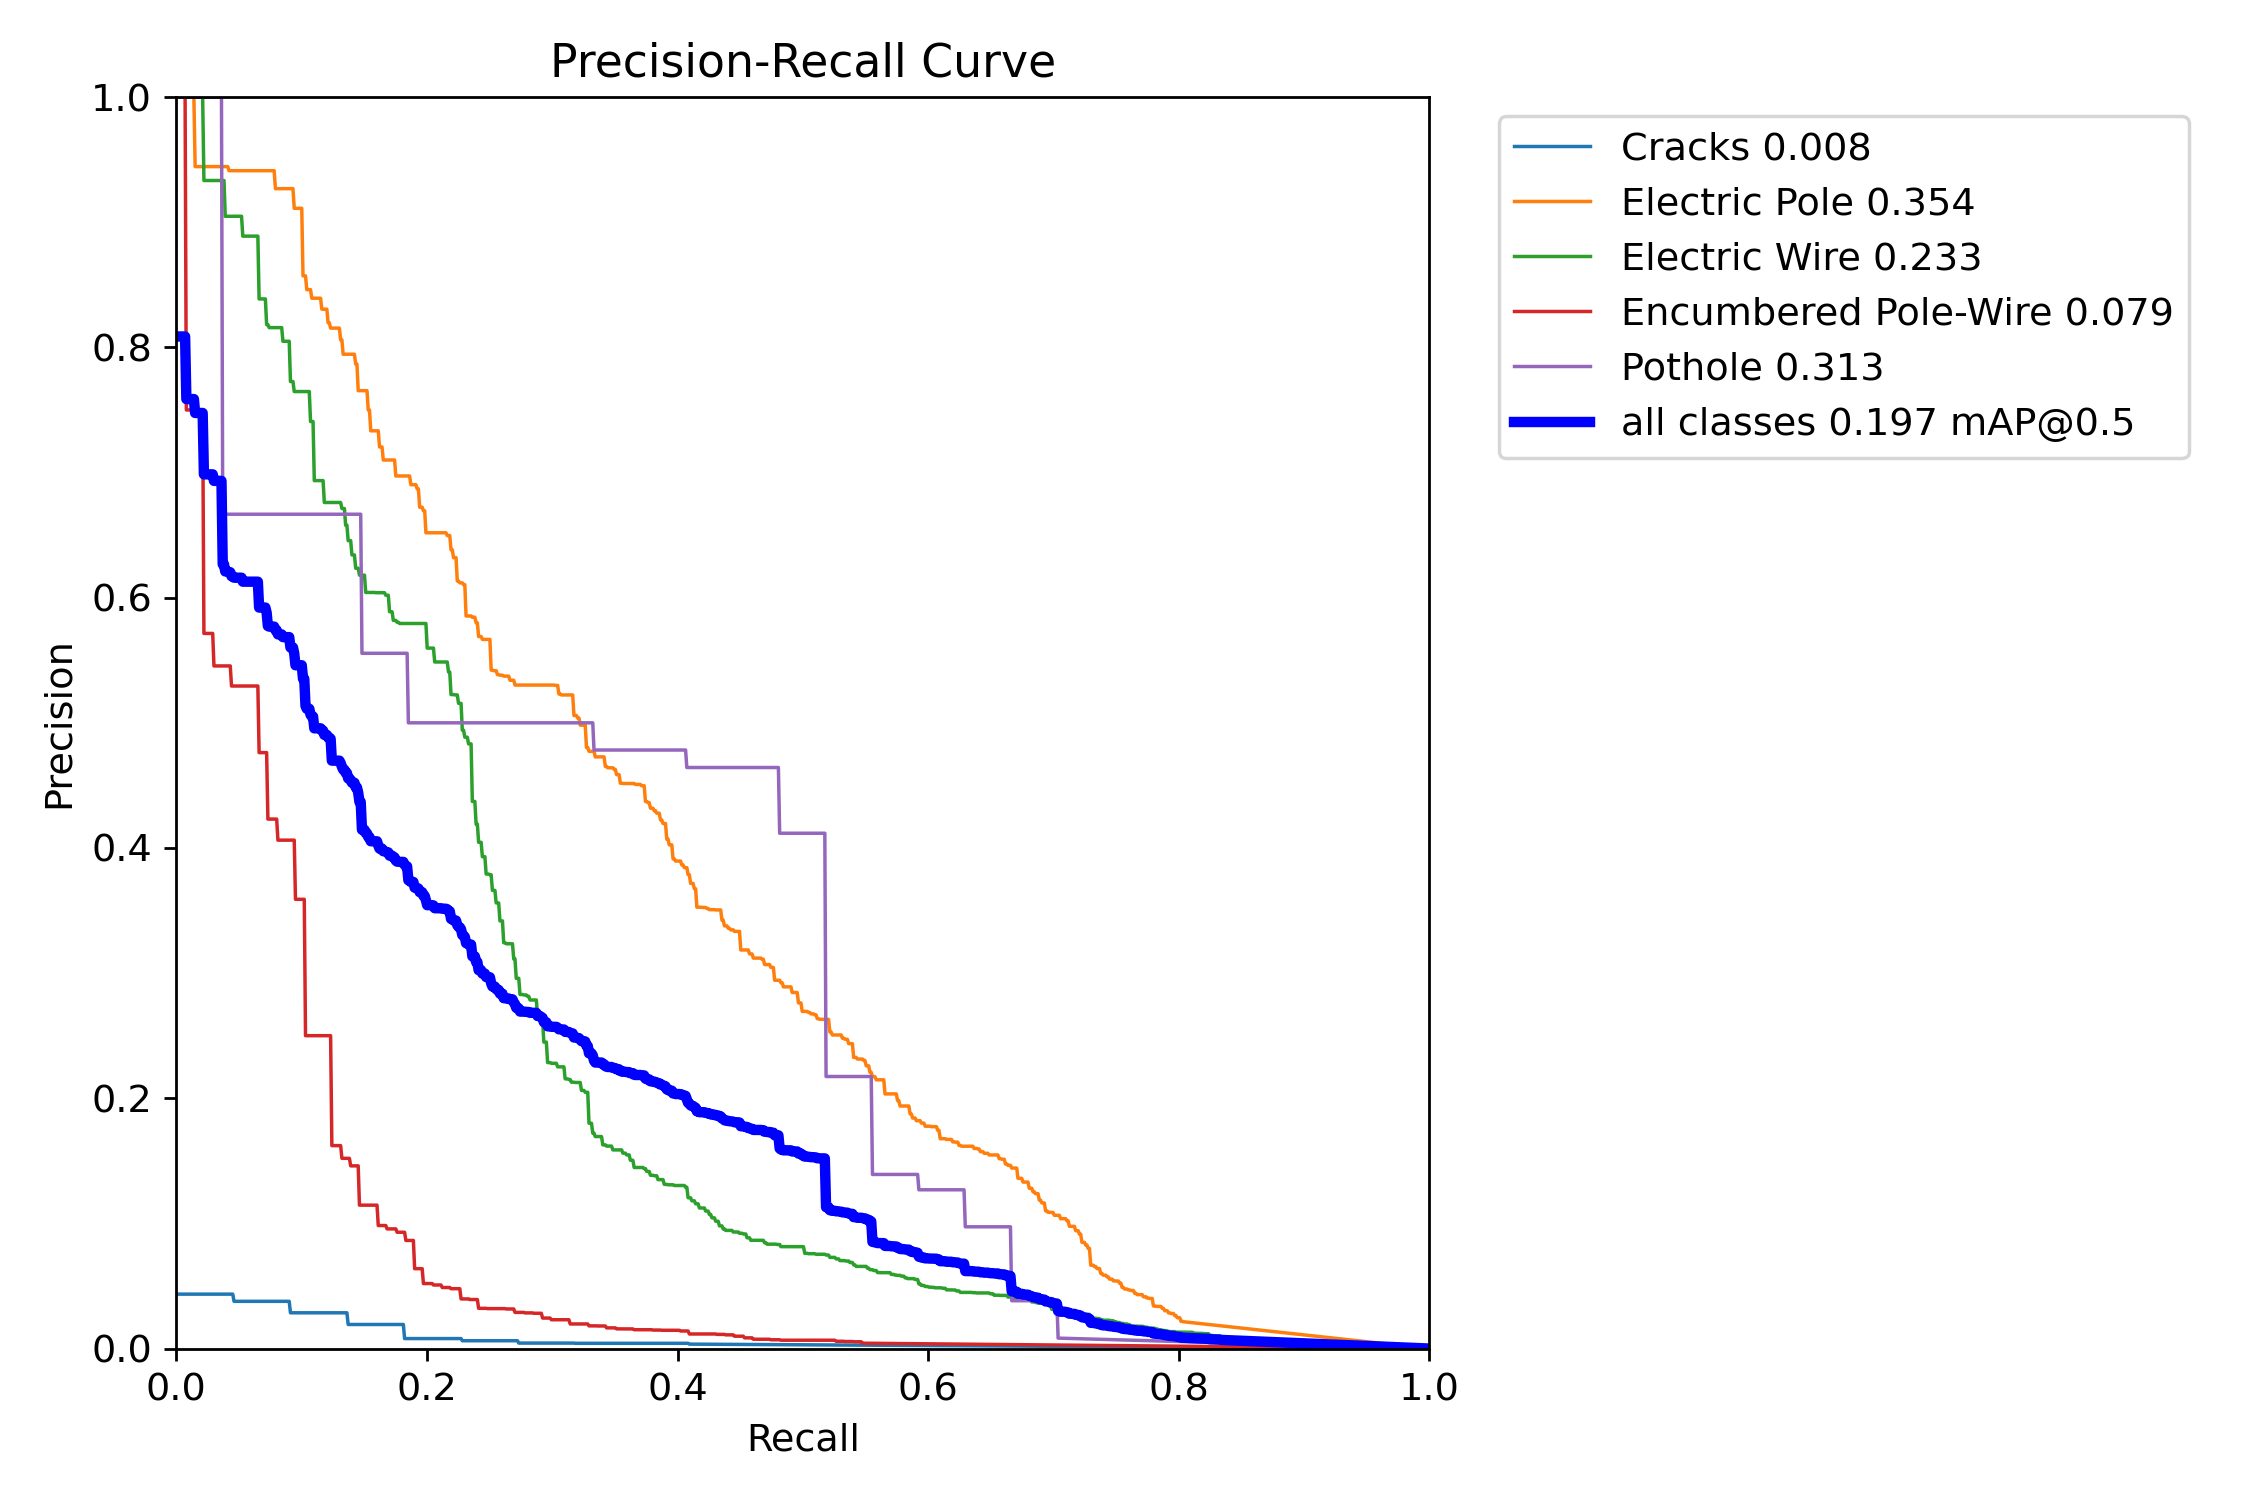 Precision-Recall Curve
1.0
0.8
0.6
0.4
0.2
0.0
Precision
0.0 0.2 0.4 0.6 0.8 1.0
Recall
Cracks 0.008
Electric Pole 0.354
Electric Wire 0.233
Encumbered Pole-Wire 0.079
Pothole 0.313
all classes 0.197 mAP@0.5